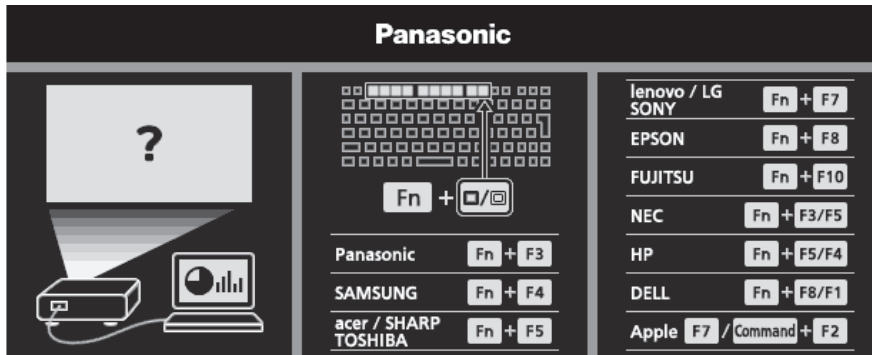 Panasonic
?
Fn + □/回
Panasonic Fn + F3
SAMSUNG Fn + F4
acer / SHARP
TOSHIBA Fn + F5
lenovo / LG
SONY Fn + F7
EPSON Fn + F8
FUJITSU Fn + F10
NEC Fn + F3/F5
HP Fn + F5/F4
DELL Fn + F8/F1
Apple F7 / Command + F2